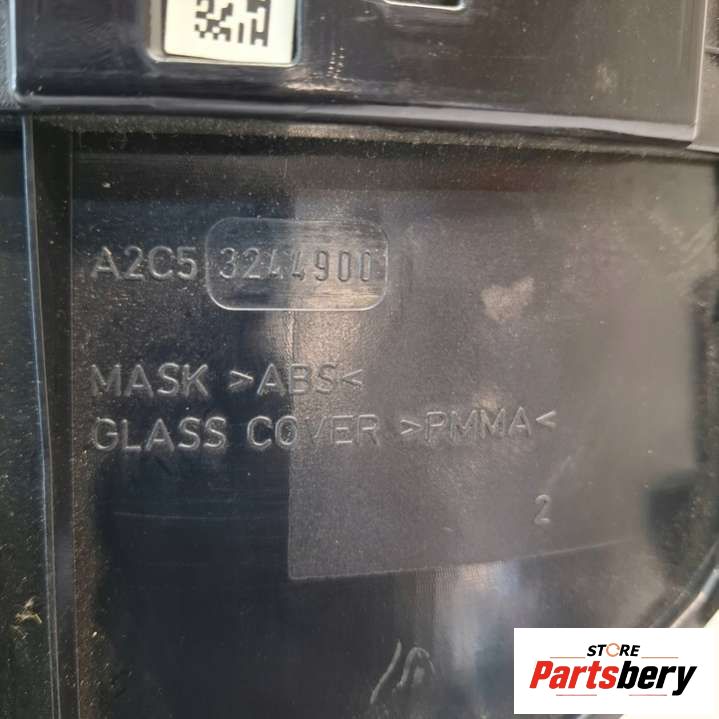 A2C5 3244900
MASK >ABS<
GLASS COVER >PMMA<
2
STORE
Partsbery